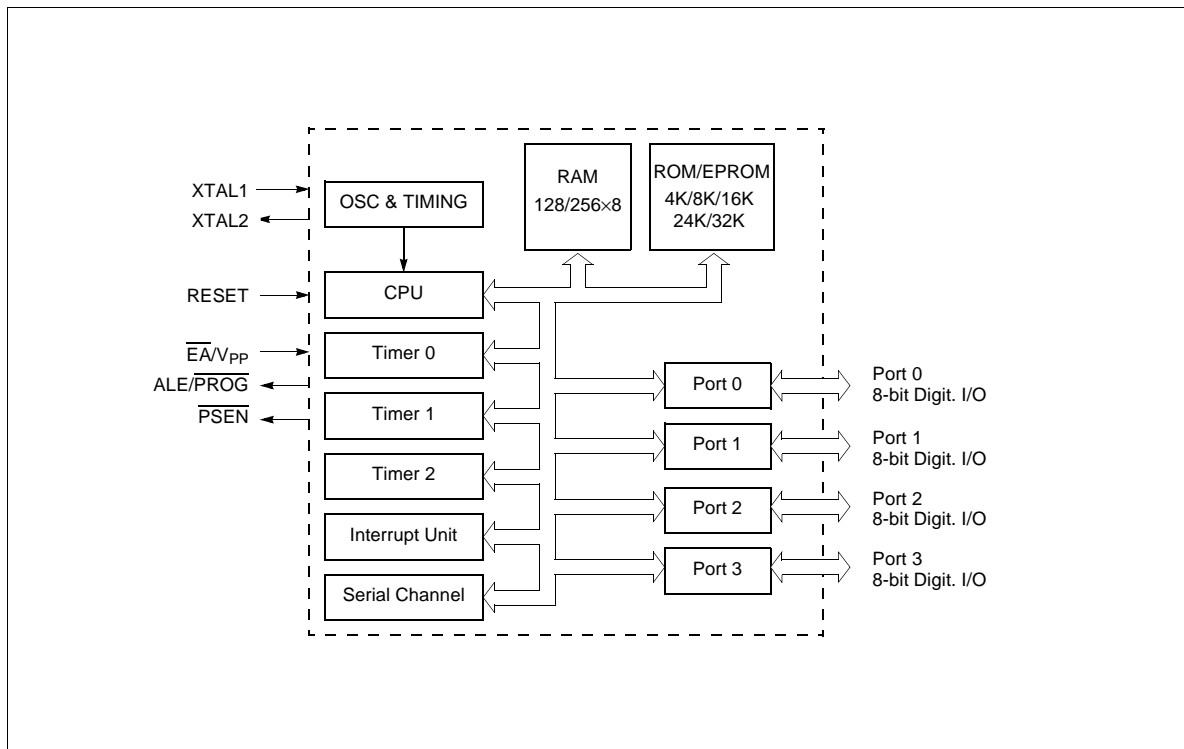 XTAL1
XTAL2
RESET
E̅A̅/VPP
ALE/P̅R̅O̅G̅
P̅S̅E̅N̅
OSC & TIMING
CPU
Timer 0
Timer 1
Timer 2
Interrupt Unit
Serial Channel
RAM
128/256×8
ROM/EPROM
4K/8K/16K
24K/32K
Port 0
Port 1
Port 2
Port 3
Port 0
8-bit Digit. I/O
Port 1
8-bit Digit. I/O
Port 2
8-bit Digit. I/O
Port 3
8-bit Digit. I/O